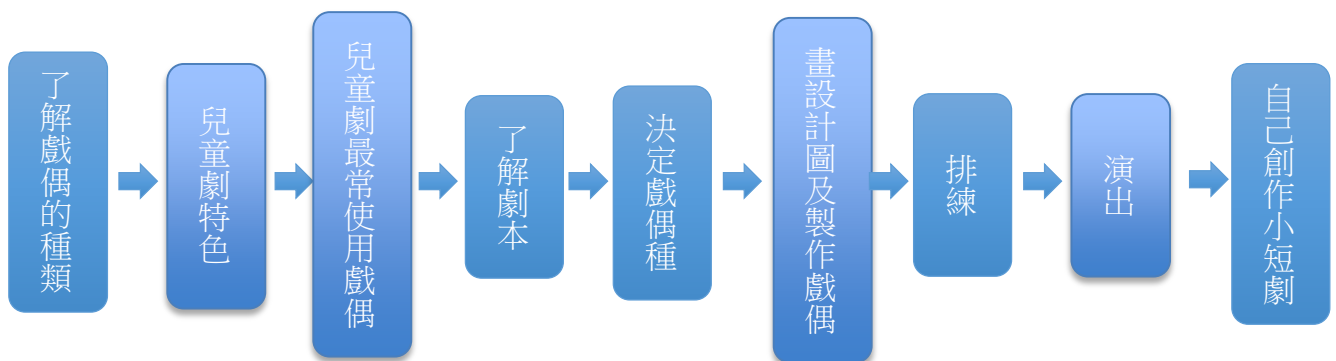 了解戲偶的種類
兒童劇特色
兒童劇最常使用戲偶
了解劇本
決定戲偶種
畫設計圖及製作戲偶
排練
演出
自己創作小短劇